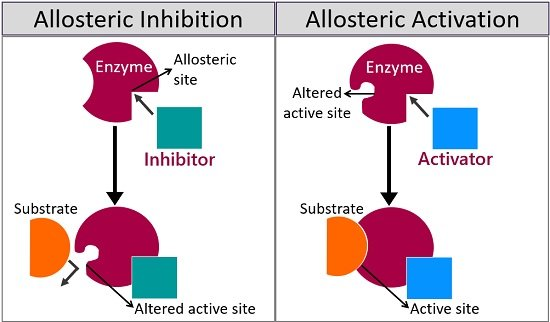 Allosteric Inhibition
Enzyme
Allosteric
site
Inhibitor
Substrate
Altered active site
Allosteric Activation
Enzyme
Altered
active site
Activator
Substrate
Active site